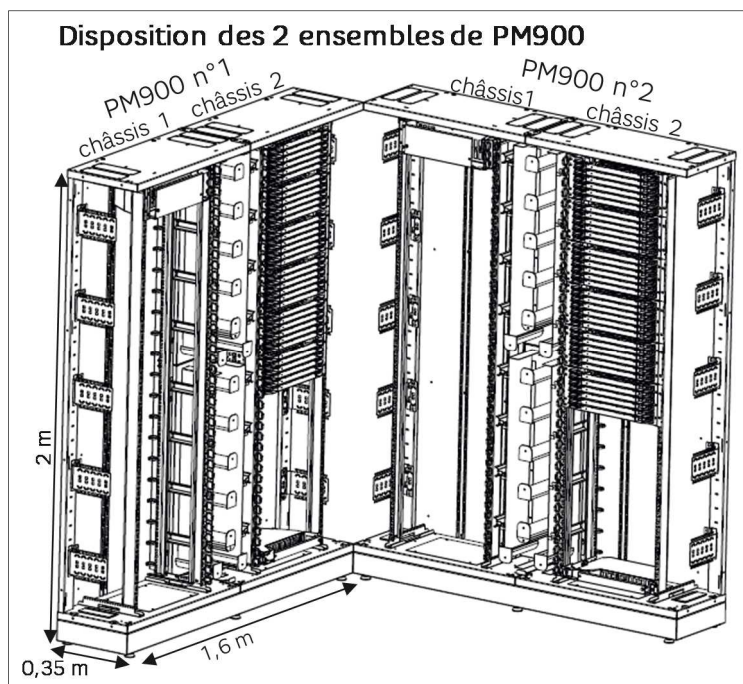 Disposition des 2 ensembles de PM900
PM900 n°1
châssis 1
châssis 2
PM900 n°2
châssis1
châssis 2
2 m
0,35 m
1,6 m